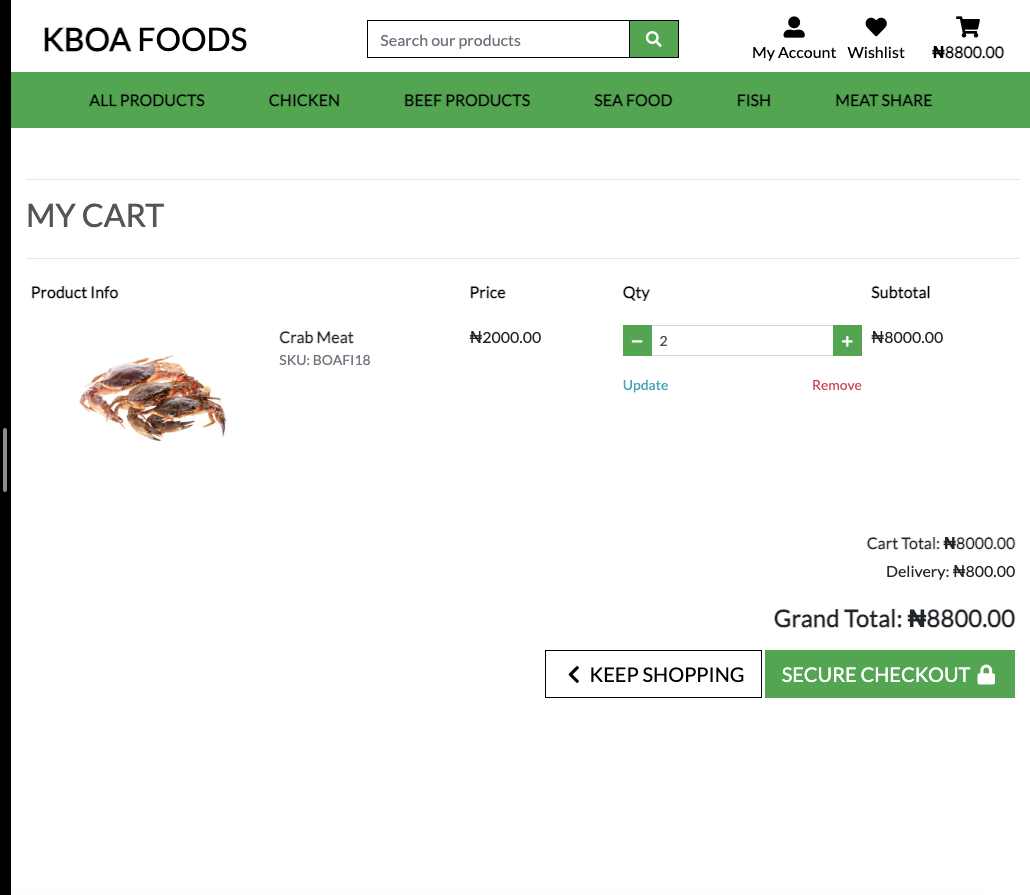 KBOA FOODS
Search our products
My Account
Wishlist
₦8800.00
ALL PRODUCTS
CHICKEN
BEEF PRODUCTS
SEA FOOD
FISH
MEAT SHARE
MY CART
Product Info
Price
Qty
Subtotal
Crab Meat
SKU: BOAFI18
₦2000.00
2
₦8000.00
Update
Remove
Cart Total: ₦8000.00
Delivery: ₦800.00
Grand Total: ₦8800.00
KEEP SHOPPING
SECURE CHECKOUT